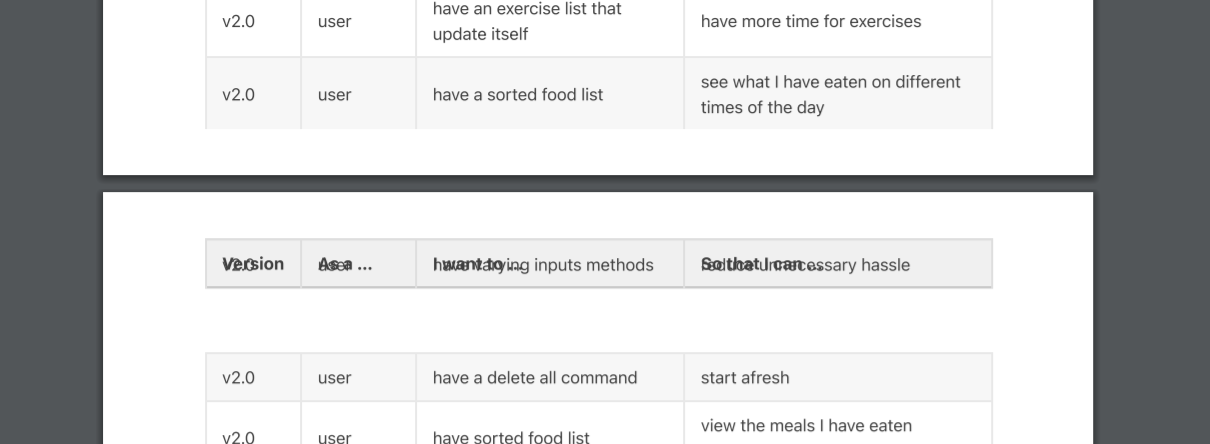 have an exercise list that
v2.0 user update itself have more time for exercises
see what I have eaten on different
v2.0 user have a sorted food list
times of the day
Version As a ... I want to ... So that I can ...
v2.0 user have varying inputs methods reduce unnecessary hassle
v2.0 user have a delete all command start afresh
view the meals I have eaten
v2.0 user have sorted food list